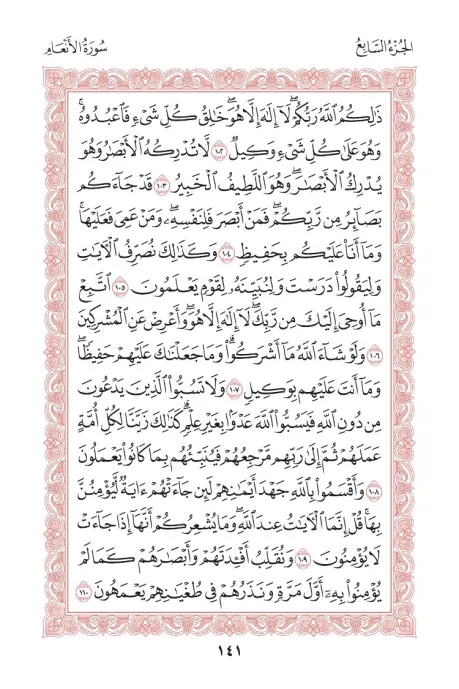 الجزء السابع
سورة الأنعام
ذَٰلِكُمُ ٱللَّهُ رَبُّكُمْ ۖ لَآ إِلَٰهَ إِلَّا هُوَ ۖ خَٰلِقُ كُلِّ شَىْءٍ فَٱعْبُدُوهُ ۚ
وَهُوَ عَلَىٰ كُلِّ شَىْءٍ وَكِيلٌ ١٠٢ لَّا تُدْرِكُهُ ٱلْأَبْصَٰرُ وَهُوَ
يُدْرِكُ ٱلْأَبْصَٰرَ ۖ وَهُوَ ٱللَّطِيفُ ٱلْخَبِيرُ ١٠٣ قَدْ جَآءَكُم
بَصَآئِرُ مِن رَّبِّكُمْ ۖ فَمَنْ أَبْصَرَ فَلِنَفْسِهِۦ ۖ وَمَنْ عَمِىَ فَعَلَيْهَا ۚ
وَمَآ أَنَا۠ عَلَيْكُم بِحَفِيظٍ ١٠٤ وَكَذَٰلِكَ نُصَرِّفُ ٱلْءَايَٰتِ
وَلِيَقُولُوا۟ دَرَسْتَ وَلِنُبَيِّنَهُۥ لِقَوْمٍ يَعْلَمُونَ ١٠٥ ٱتَّبِعْ
مَآ أُوحِىَ إِلَيْكَ مِن رَّبِّكَ ۖ لَآ إِلَٰهَ إِلَّا هُوَ ۖ وَأَعْرِضْ عَنِ ٱلْمُشْرِكِينَ
١٠٦ وَلَوْ شَآءَ ٱللَّهُ مَآ أَشْرَكُوا۟ ۗ وَمَا جَعَلْنَٰكَ عَلَيْهِمْ حَفِيظًا ۖ
وَمَآ أَنتَ عَلَيْهِم بِوَكِيلٍ ١٠٧ وَلَا تَسُبُّوا۟ ٱلَّذِينَ يَدْعُونَ
مِن دُونِ ٱللَّهِ فَيَسُبُّوا۟ ٱللَّهَ عَدْوًۢا بِغَيْرِ عِلْمٍ ۗ كَذَٰلِكَ زَيَّنَّا لِكُلِّ أُمَّةٍ
عَمَلَهُمْ ثُمَّ إِلَىٰ رَبِّهِم مَّرْجِعُهُمْ فَيُنَبِّئُهُم بِمَا كَانُوا۟ يَعْمَلُونَ
١٠٨ وَأَقْسَمُوا۟ بِٱللَّهِ جَهْدَ أَيْمَٰنِهِمْ لَئِن جَآءَتْهُمْ ءَايَةٌ لَّيُؤْمِنُنَّ
بِهَا ۚ قُلْ إِنَّمَا ٱلْءَايَٰتُ عِندَ ٱللَّهِ ۖ وَمَا يُشْعِرُكُمْ أَنَّهَآ إِذَا جَآءَتْ
لَا يُؤْمِنُونَ ١٠٩ وَنُقَلِّبُ أَفْـِٔدَتَهُمْ وَأَبْصَٰرَهُمْ كَمَا لَمْ
يُؤْمِنُوا۟ بِهِۦٓ أَوَّلَ مَرَّةٍ وَنَذَرُهُمْ فِى طُغْيَٰنِهِمْ يَعْمَهُونَ ١١٠
١٤١